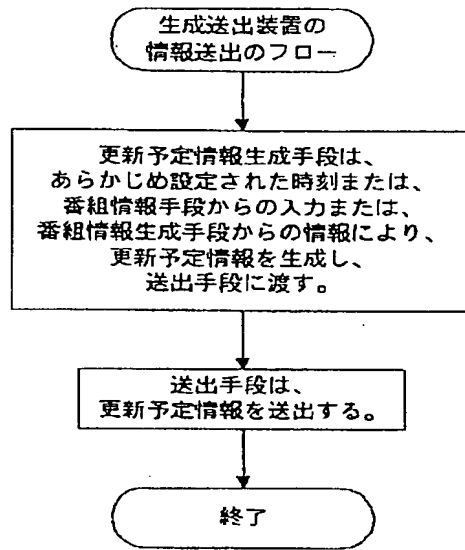 生成送出装置の
情報送出のフロー
更新予定情報生成手段は、
あらかじめ設定された時刻または、
番組情報手段からの入力または、
番組情報生成手段からの情報により、
更新予定情報を生成し、
送出手段に渡す。
送出手段は、
更新予定情報を送出する。
終了